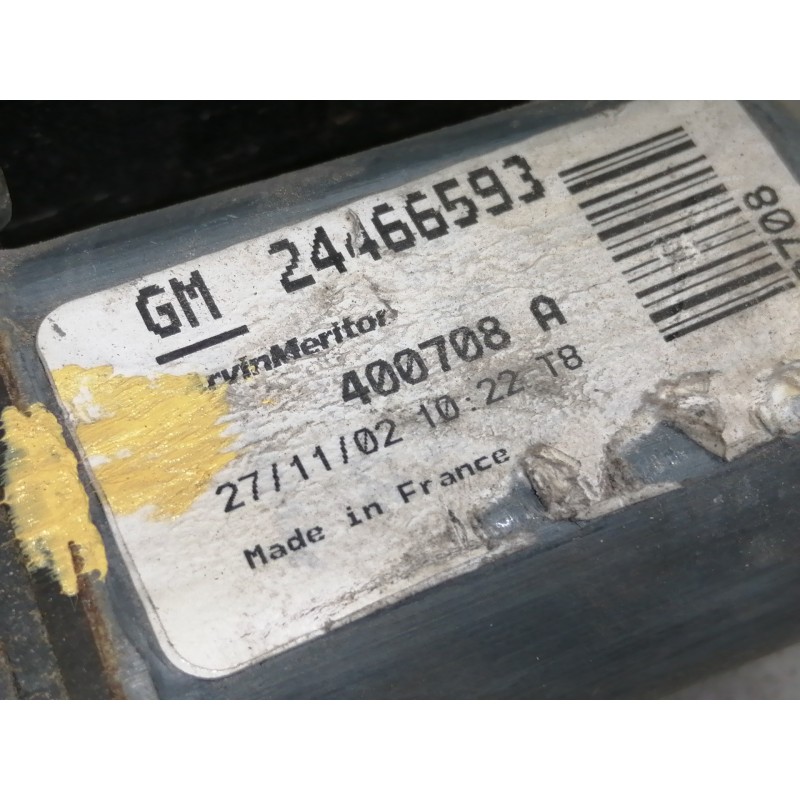 GM 24466593
rvinMeritor
400708 A
27/11/02 10:22 T8
Made in France
708